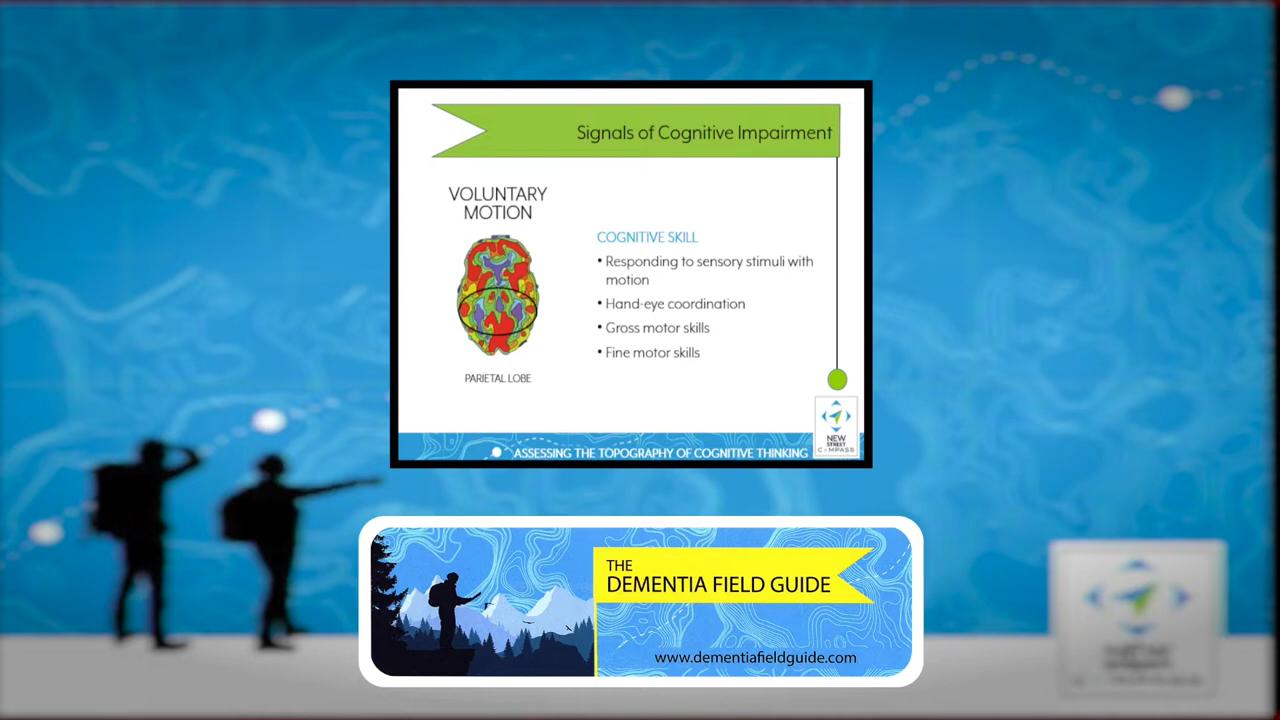 Signals of Cognitive Impairment
VOLUNTARY
MOTION
COGNITIVE SKILL
• Responding to sensory stimuli with
motion
• Hand-eye coordination
• Gross motor skills
• Fine motor skills
PARIETAL LOBE
NEW
STREET
COMPASS
ASSESSING THE TOPOGRAPHY OF COGNITIVE THINKING
THE
DEMENTIA FIELD GUIDE
www.dementiafieldguide.com